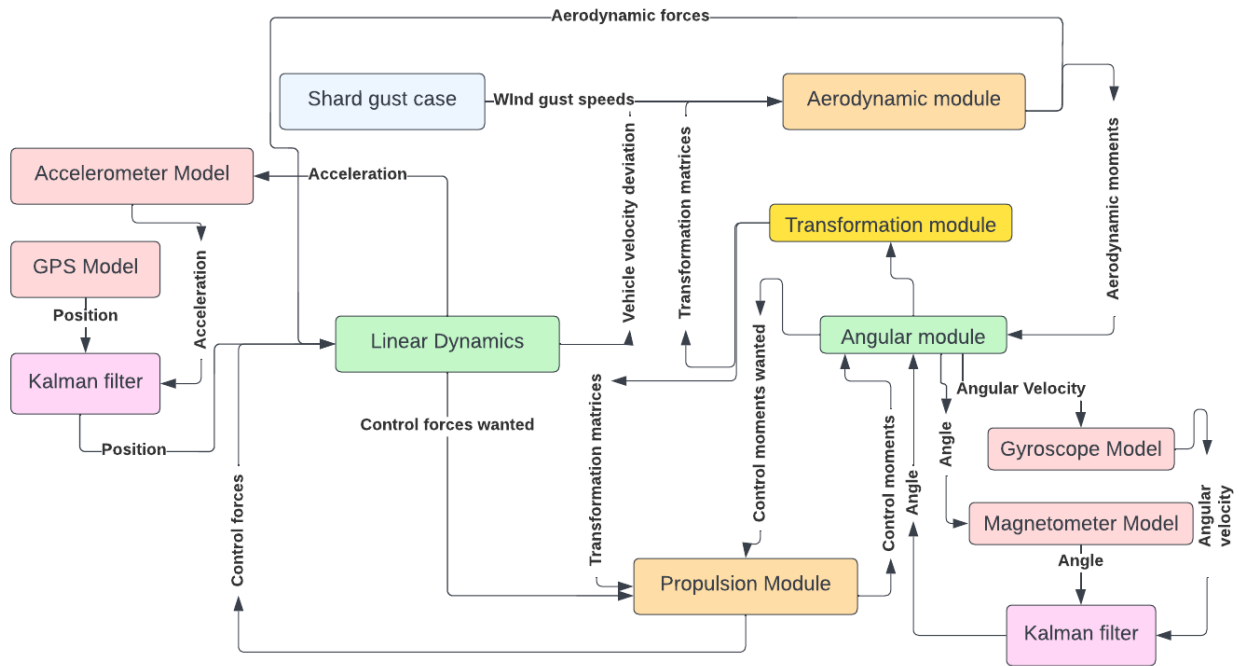 Aerodynamic forces
Shard gust case
WInd gust speeds
Aerodynamic module
Accelerometer Model
Acceleration
Vehicle velocity deviation
Transformation matrices
Aerodynamic moments
Transformation module
GPS Model
Acceleration
Position
Linear Dynamics
Angular module
Kalman filter
Control moments wanted
Angular Velocity
Transformation matrices
Control forces wanted
Position
Control moments
Angle
Angle
Gyroscope Model
Control forces
Magnetometer Model
Angular
velocity
Angle
Propulsion Module
Kalman filter